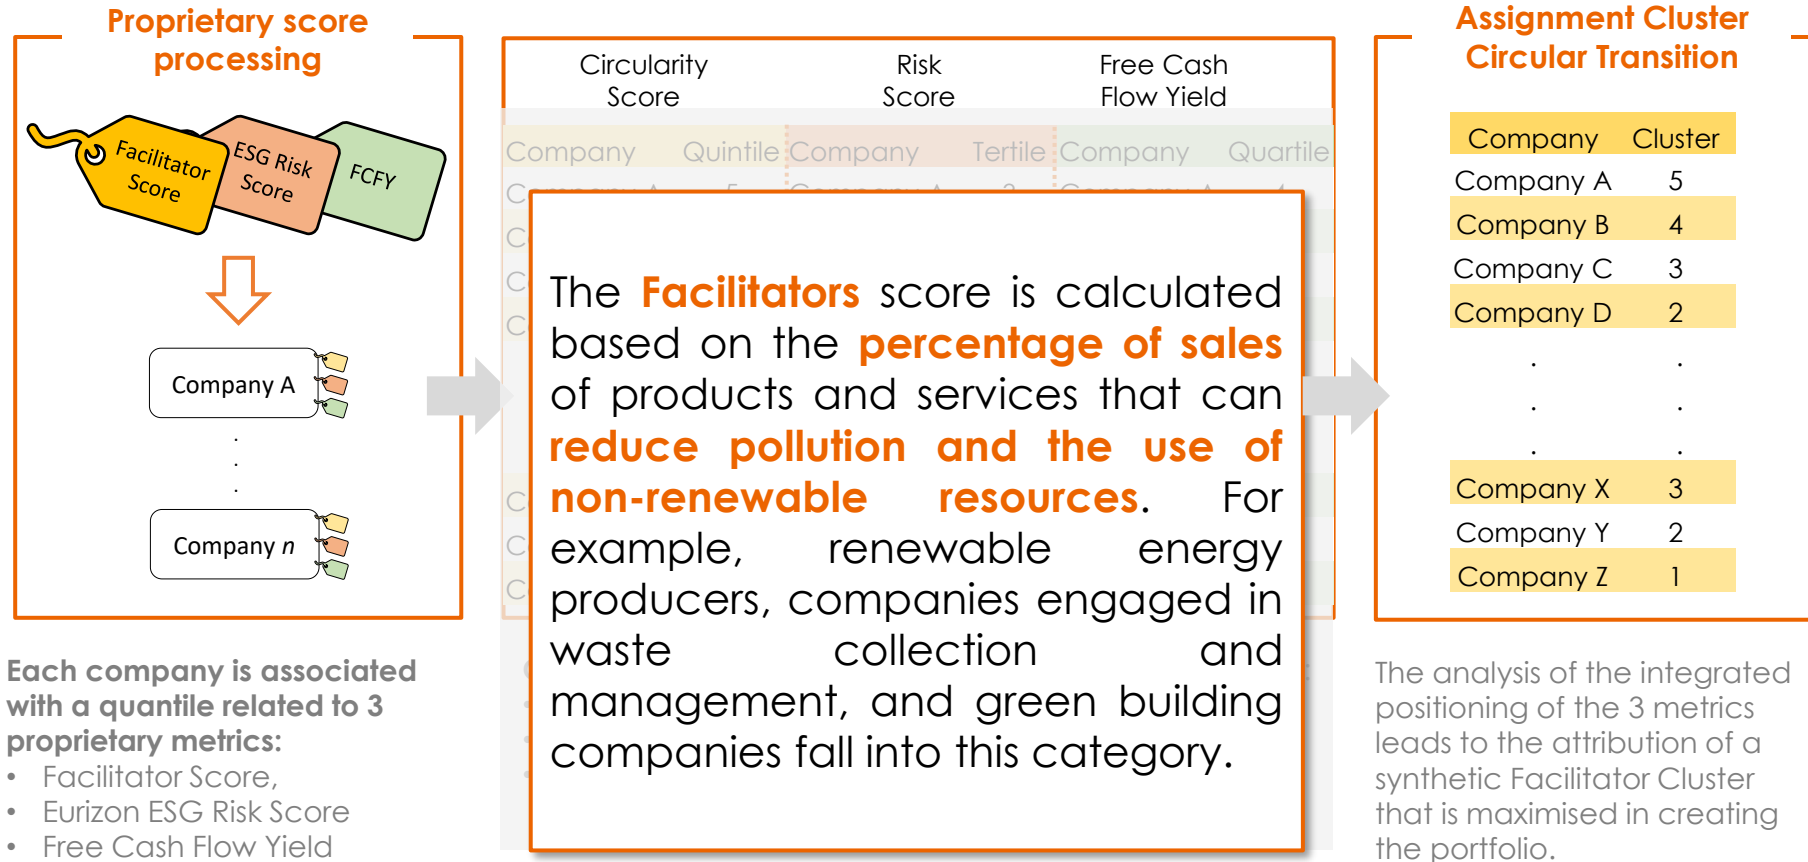 Proprietary score
processing
Facilitator
Score
ESG Risk
Score
FCFY
Company A
.
.
.
Company n
Each company is associated
with a quantile related to 3
proprietary metrics:
• Facilitator Score,
• Eurizon ESG Risk Score
• Free Cash Flow Yield
Circularity
Score
Risk
Score
Free Cash
Flow Yield
Company Quintile Company Tertile Company Quartile
The Facilitators score is calculated
based on the percentage of sales
of products and services that can
reduce pollution and the use of
non-renewable resources. For
example, renewable energy
producers, companies engaged in
waste collection and
management, and green building
companies fall into this category.
Assignment Cluster
Circular Transition
Company Cluster
Company A 5
Company B 4
Company C 3
Company D 2
. .
. .
. .
Company X 3
Company Y 2
Company Z 1
The analysis of the integrated
positioning of the 3 metrics
leads to the attribution of a
synthetic Facilitator Cluster
that is maximised in creating
the portfolio.